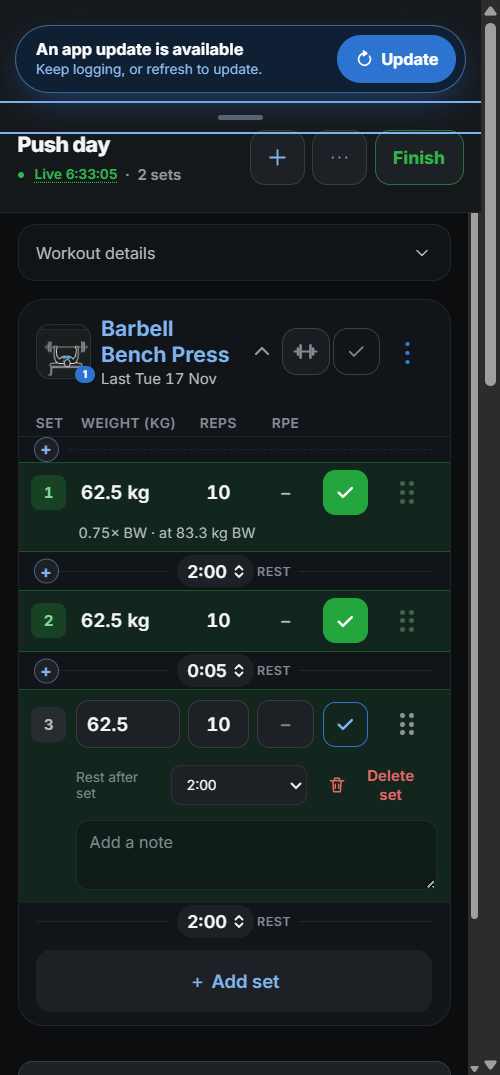 An app update is available
Keep logging, or refresh to update.
Update
Push day
Live 6:33:05 · 2 sets
+
...
Finish
Workout details
Barbell
Bench Press
1
Last Tue 17 Nov
SET WEIGHT (KG) REPS RPE
+
1 62.5 kg 10 –
0.75× BW · at 83.3 kg BW
+ 2:00 REST
2 62.5 kg 10 –
+ 0:05 REST
3 62.5 10 –
Rest after
set
2:00
Delete
set
Add a note
2:00 REST
+ Add set